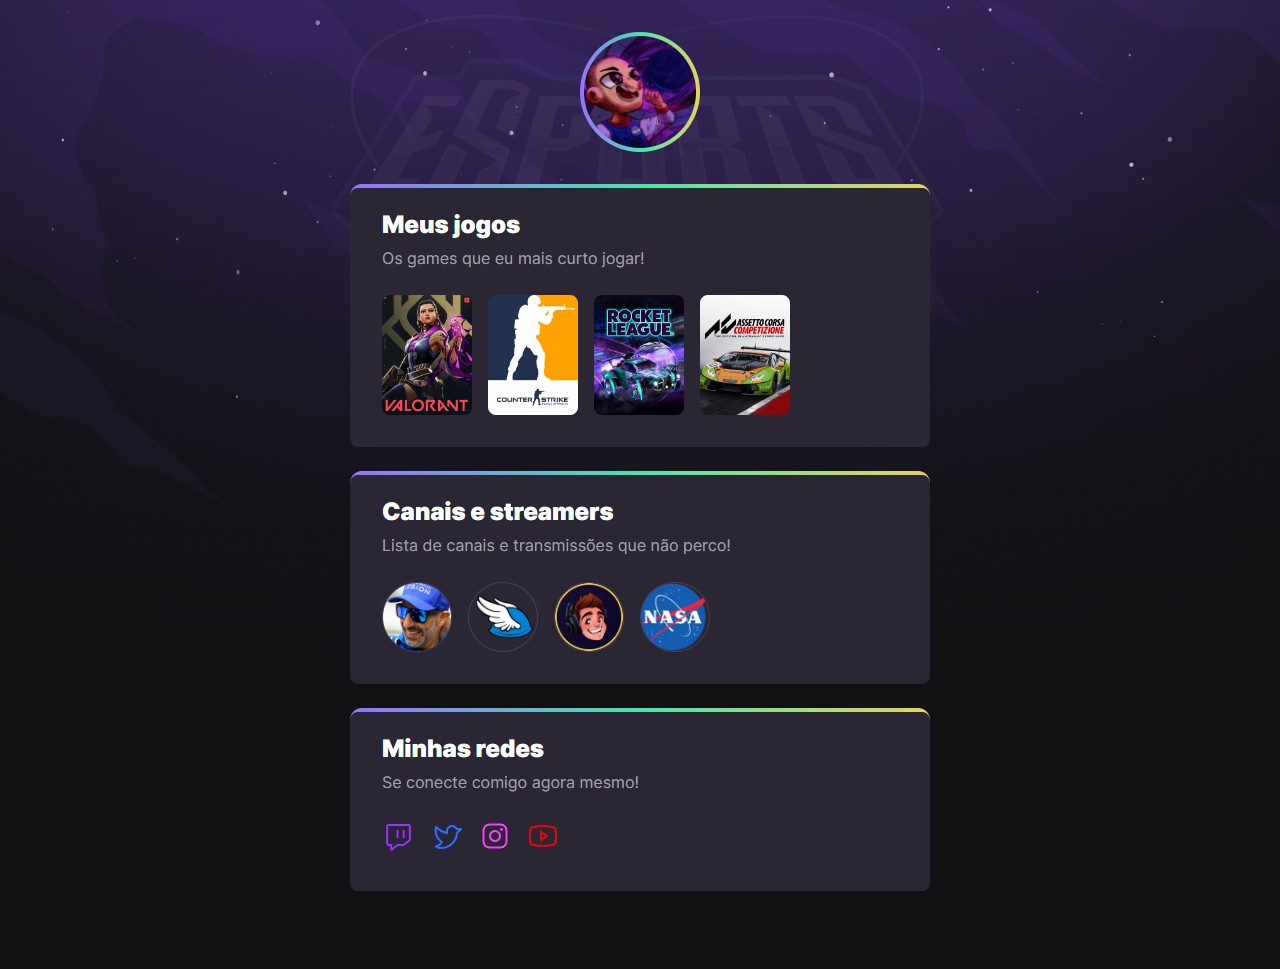 ESPORTS
Meus jogos
Os games que eu mais curto jogar!
VALORANT
COUNTER STRIKE
ROCKET
LEAGUE
ASSETTO CORSA
COMPETIZIONE
Canais e streamers
Lista de canais e transmissões que não perco!
NASA
Minhas redes
Se conecte comigo agora mesmo!